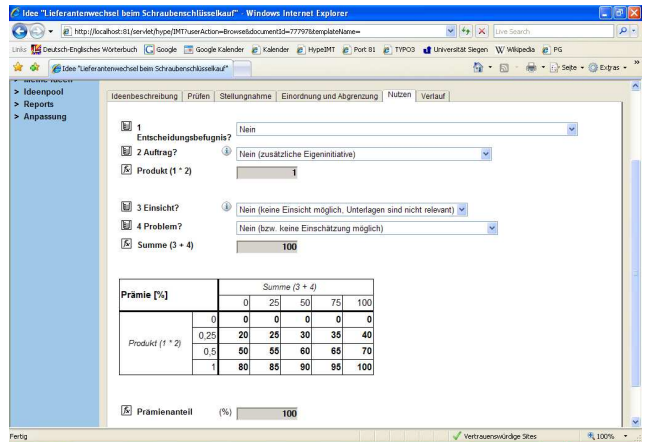 Idee "Lieferantenwechsel beim Schraubenschlüsselkauf" - Windows Internet Explorer
http://localhost:81/servlet/hype/IMT?userAction=Browse&documentId=77797&templateName=
Live Search
Links Deutsch-Englisches Wörterbuch Google Google Kalender Kalender HypeIMT Port 81 TYPO3 Universität Siegen Wikipedia PG
Idee "Lieferantenwechsel beim Schraubenschlüsselkauf"
Seite Extras
> Ideenpool
> Reports
> Anpassung
Ideenbeschreibung Prüfen Stellungnahme Einordnung und Abgrenzung Nutzen Verlauf
1
Entscheidungsbefugnis? Nein
2 Auftrag? Nein (zusätzliche Eigeninitiative)
Produkt (1 * 2) 1
3 Einsicht? Nein (keine Einsicht möglich, Unterlagen sind nicht relevant)
4 Problem? Nein (bzw. keine Einschätzung möglich)
Summe (3 + 4) 100
Prämie [%] Summe (3 + 4)
0 25 50 75 100
Produkt (1 * 2)
0 0 0 0 0 0
0,25 20 25 30 35 40
0,5 50 55 60 65 70
1 80 85 90 95 100
Prämienanteil (%) 100
Fertig Vertrauenswürdige Sites 100%